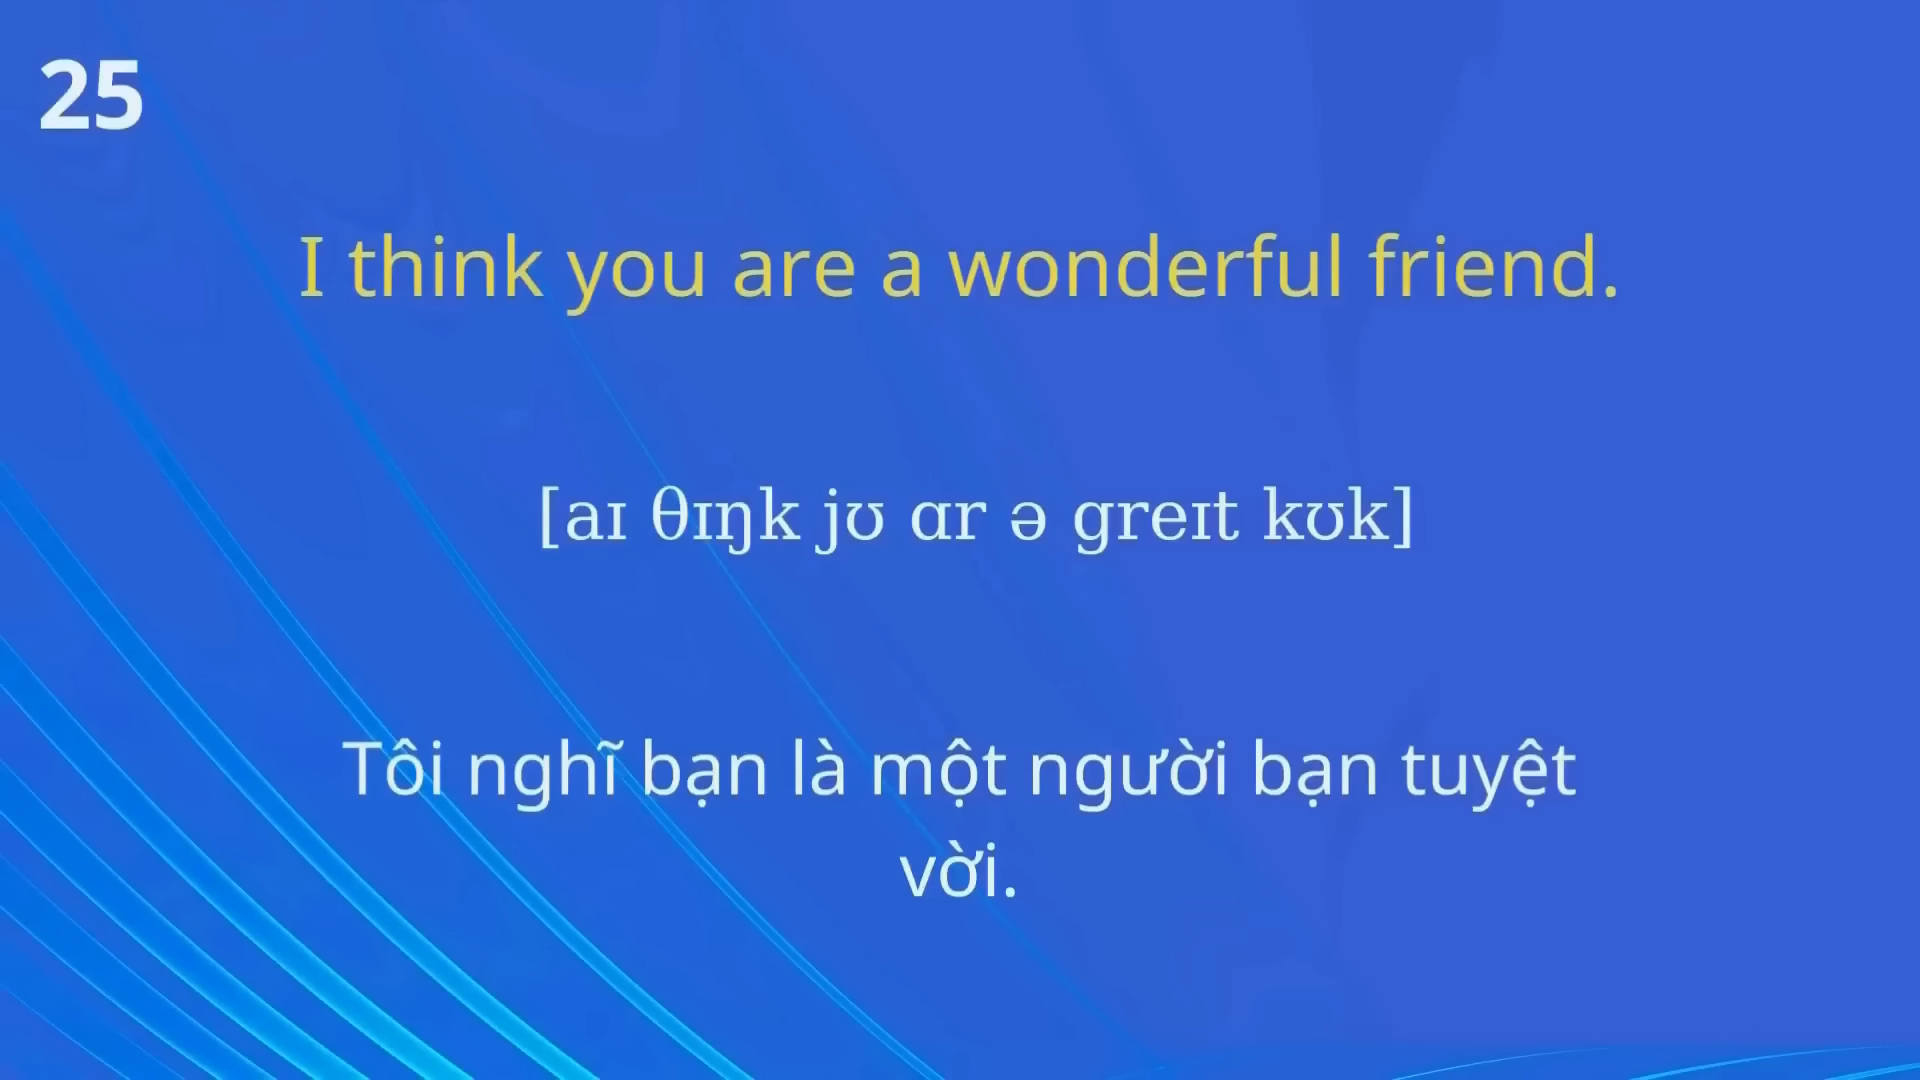 25
I think you are a wonderful friend.
[aɪ θɪŋk jʊ ɑr ə greɪt kʊk]
Tôi nghĩ bạn là một người bạn tuyệt
vời.